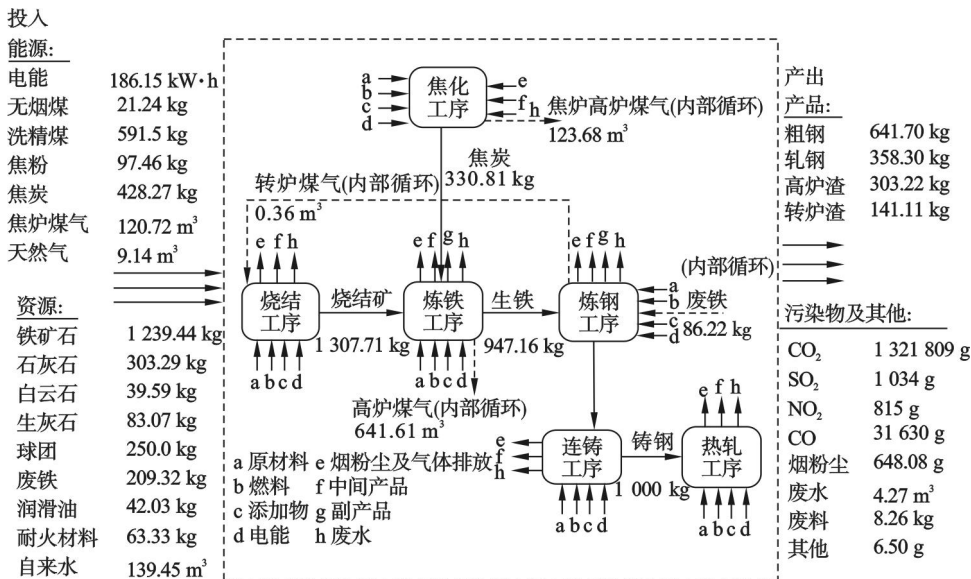 投入
能源:
电能 186.15 kW·h
无烟煤 21.24 kg
洗精煤 591.5 kg
焦粉 97.46 kg
焦炭 428.27 kg
焦炉煤气 120.72 m³
天然气 9.14 m³
资源:
铁矿石 1 239.44 kg
石灰石 303.29 kg
白云石 39.59 kg
生灰石 83.07 kg
球团 250.0 kg
废铁 209.32 kg
润滑油 42.03 kg
耐火材料 63.33 kg
自来水 139.45 m³
a
b
c
d
焦化
工序
e
f h
焦炉高炉煤气(内部循环)
123.68 m³
焦炭
330.81 kg
转炉煤气(内部循环)
0.36 m³
e f h
烧结
工序
a b c d
烧结矿
1 307.71 kg
e f g h
炼铁
工序
a b c d
生铁
947.16 kg
高炉煤气(内部循环)
641.61 m³
e f g h
炼钢
工序
(内部循环)
a
b 废铁
c
d 86.22 kg
e
f
h
连铸
工序
a b c d
铸钢
1 000 kg
e f h
热轧
工序
a b c d
a 原材料 e 烟粉尘及气体排放
b 燃料 f 中间产品
c 添加物 g 副产品
d 电能 h 废水
产出
产品:
粗钢 641.70 kg
轧钢 358.30 kg
高炉渣 303.22 kg
转炉渣 141.11 kg
污染物及其他:
CO₂ 1 321 809 g
SO₂ 1 034 g
NO₂ 815 g
CO 31 630 g
烟粉尘 648.08 g
废水 4.27 m³
废料 8.26 kg
其他 6.50 g